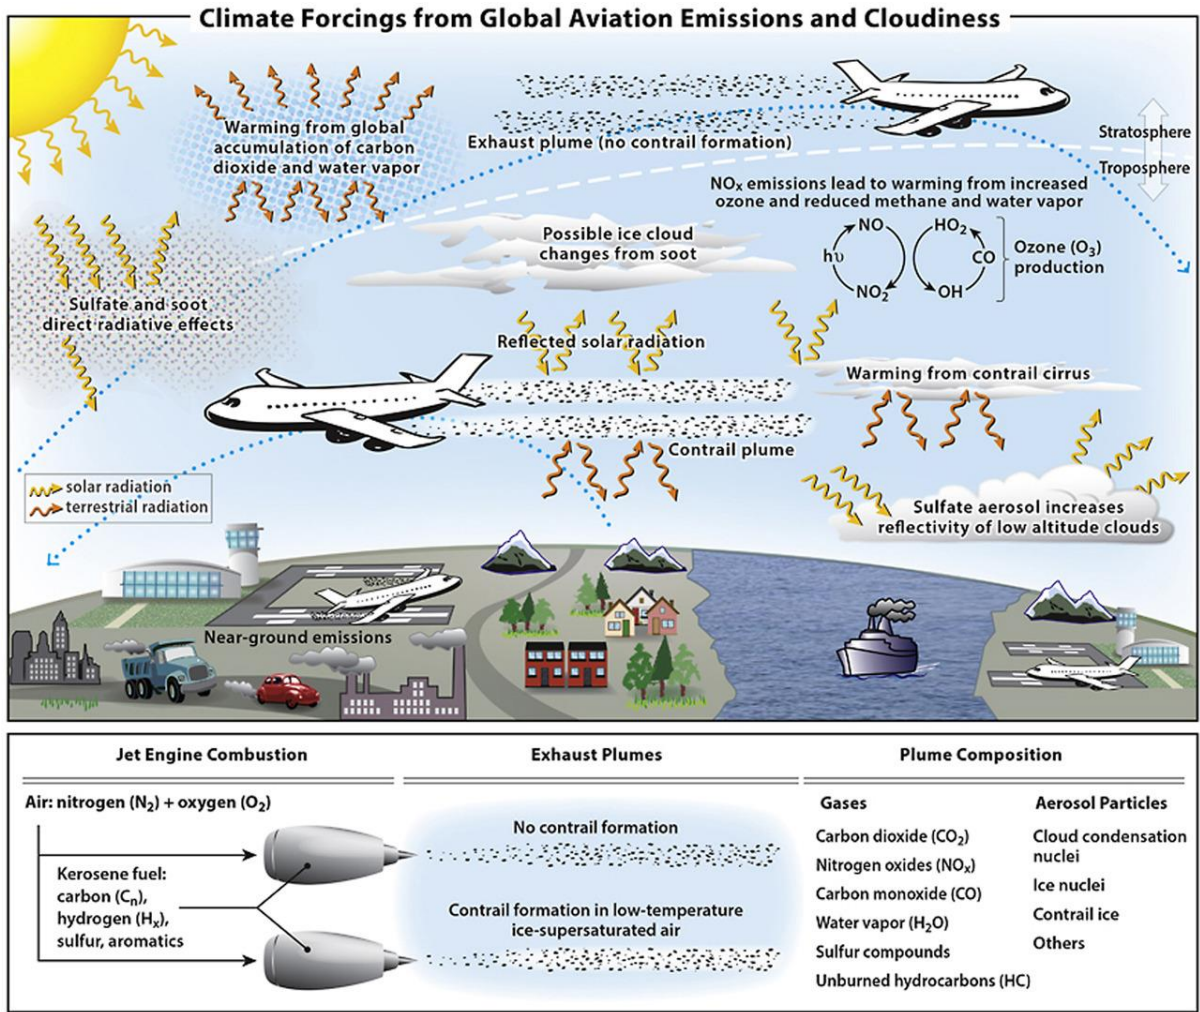 Climate Forcings from Global Aviation Emissions and Cloudiness
Warming from global
accumulation of carbon
dioxide and water vapor
Exhaust plume (no contrail formation)
Stratosphere
Troposphere
NOₓ emissions lead to warming from increased
ozone and reduced methane and water vapor
NO
hυ
NO₂
HO₂
CO
OH
Ozone (O₃)
production
Possible ice cloud
changes from soot
Sulfate and soot
direct radiative effects
Reflected solar radiation
Warming from contrail cirrus
Contrail plume
solar radiation
terrestrial radiation
Sulfate aerosol increases
reflectivity of low altitude clouds
Near-ground emissions
Jet Engine Combustion
Air: nitrogen (N₂) + oxygen (O₂)
Kerosene fuel:
carbon (Cₙ),
hydrogen (Hₓ),
sulfur, aromatics
Exhaust Plumes
No contrail formation
Contrail formation in low-temperature
ice-supersaturated air
Plume Composition
Gases
Carbon dioxide (CO₂)
Nitrogen oxides (NOₓ)
Carbon monoxide (CO)
Water vapor (H₂O)
Sulfur compounds
Unburned hydrocarbons (HC)
Aerosol Particles
Cloud condensation
nuclei
Ice nuclei
Contrail ice
Others